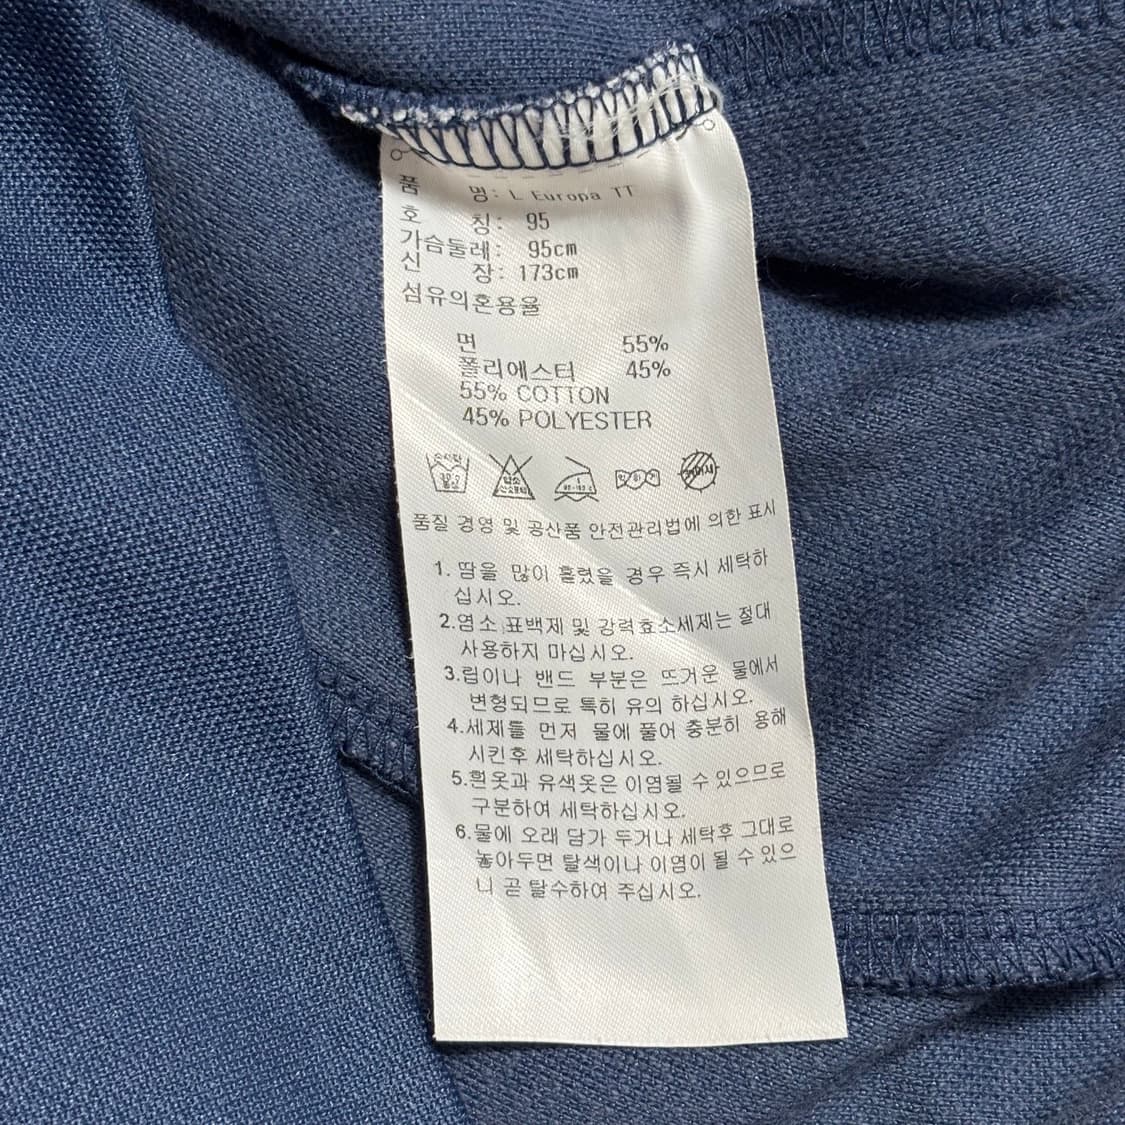 품 명: L Europa TT
호 칭: 95
가슴둘레: 95cm
신 장: 173cm
섬유의혼용율
면 55%
폴리에스터 45%
55% COTTON
45% POLYESTER
품질 경영 및 공산품 안전관리법에 의한 표시
1. 땀을 많이 흘렸을 경우 즉시 세탁하
십시오.
2.염소 표백제 및 강력효소세제는 절대
사용하지 마십시오.
3.립이나 밴드 부분은 뜨거운 물에서
변형되므로 특히 유의 하십시오.
4.세제를 먼저 물에 풀어 충분히 용해
시킨후 세탁하십시오.
5.흰옷과 유색옷은 이염될 수 있으므로
구분하여 세탁하십시오.
6.물에 오래 담가 두거나 세탁후 그대로
놓아두면 탈색이나 이염이 될 수 있으
니 곧 탈수하여 주십시오.